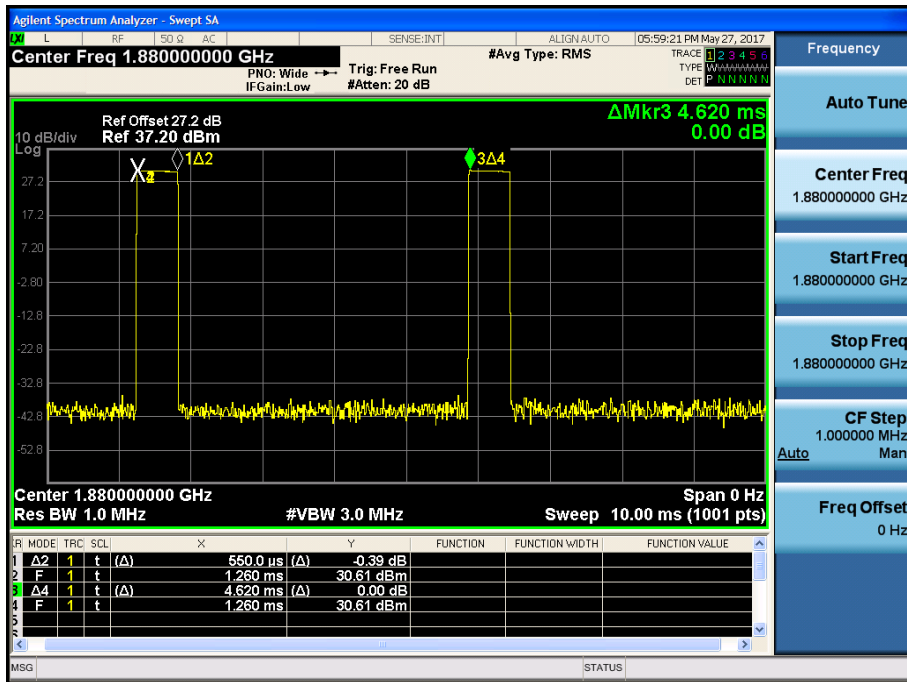 Agilent Spectrum Analyzer - Swept SA
LXI L RF 50 Ω AC SENSE:INT ALIGN AUTO 05:59:21 PM May 27, 2017
Center Freq 1.880000000 GHz
#Avg Type: RMS
TRACE 1 2 3 4 5 6
TYPE WWWWWWW
DET P N N N N N
PNO: Wide
IFGain:Low
Trig: Free Run
#Atten: 20 dB
Frequency
Auto Tune
Center Freq
1.880000000 GHz
Start Freq
1.880000000 GHz
Stop Freq
1.880000000 GHz
CF Step
1.000000 MHz
Auto Man
Freq Offset
0 Hz
ΔMkr3 4.620 ms
0.00 dB
Ref Offset 27.2 dB
10 dB/div Ref 37.20 dBm
Log
1Δ2
3Δ4
27.2
17.2
7.20
-2.80
-12.8
-22.8
-32.8
-42.8
-52.8
Center 1.880000000 GHz Span 0 Hz
Res BW 1.0 MHz #VBW 3.0 MHz Sweep 10.00 ms (1001 pts)
MODE TRC SCL X Y FUNCTION FUNCTION WIDTH FUNCTION VALUE
1 Δ2 1 t (Δ) 550.0 µs (Δ) -0.39 dB
2 F 1 t 1.260 ms 30.61 dBm
3 Δ4 1 t (Δ) 4.620 ms (Δ) 0.00 dB
4 F 1 t 1.260 ms 30.61 dBm
5
MSG STATUS